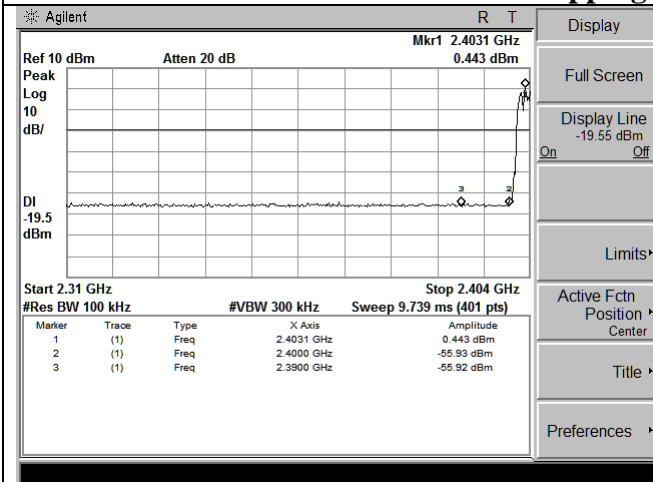 pping
Agilent R T
Mkr1 2.4031 GHz
Ref 10 dBm Atten 20 dB 0.443 dBm
Peak
Log
10
dB/
DI
-19.5
dBm
1
3 2
Start 2.31 GHz Stop 2.404 GHz
#Res BW 100 kHz #VBW 300 kHz Sweep 9.739 ms (401 pts)
Marker Trace Type X Axis Amplitude
1 (1) Freq 2.4031 GHz 0.443 dBm
2 (1) Freq 2.4000 GHz -55.93 dBm
3 (1) Freq 2.3900 GHz -55.92 dBm
Display
Full Screen
Display Line
-19.55 dBm
On Off
Limits
Active Fctn
Position
Center
Title
Preferences